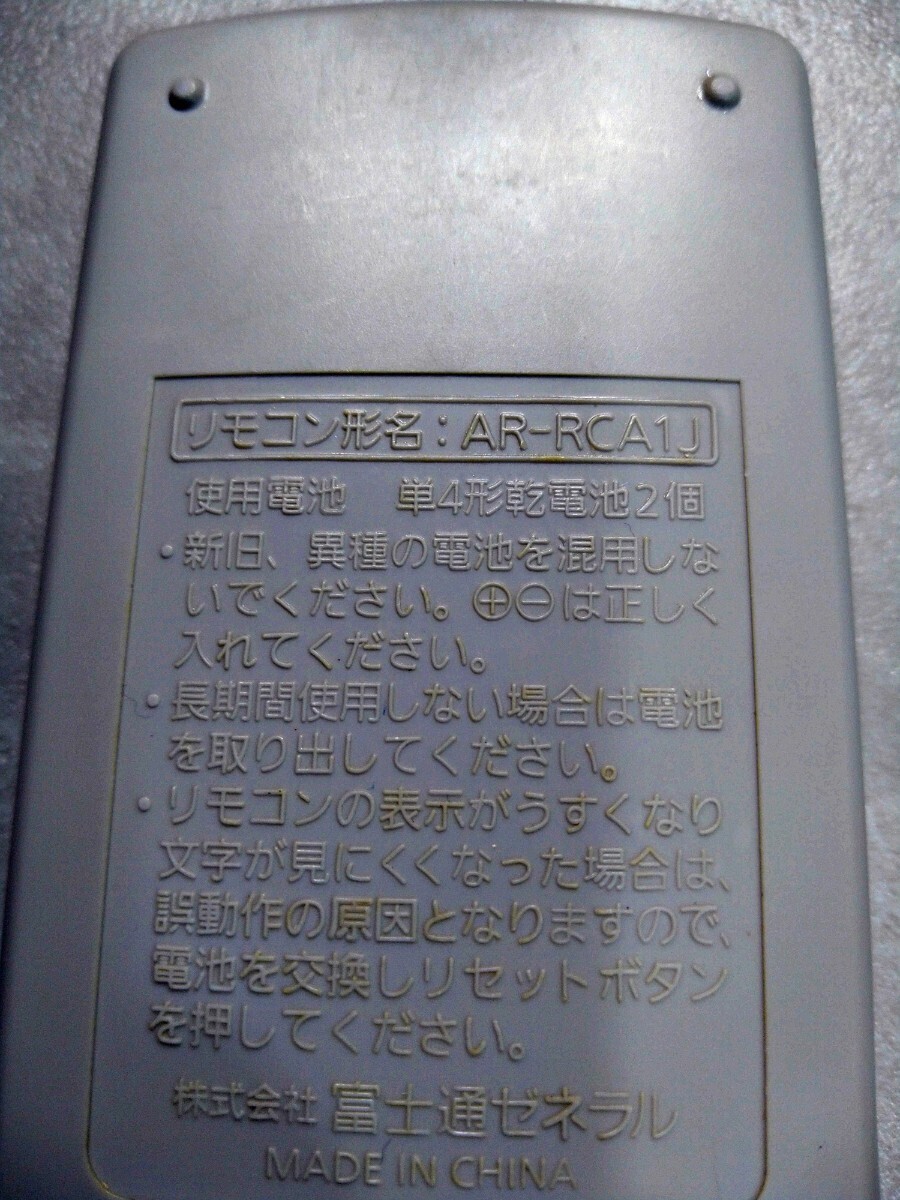 リモコン形名：AR-RCA1J
使用電池　単4形乾電池2個
・新旧、異種の電池を混用しな
いでください。⊕⊖は正しく
入れてください。
・長期間使用しない場合は電池
を取り出してください。
・リモコンの表示がうすくなり
文字が見にくくなった場合は、
誤動作の原因となりますので、
電池を交換しリセットボタン
を押してください。
株式会社 富士通ゼネラル
MADE IN CHINA